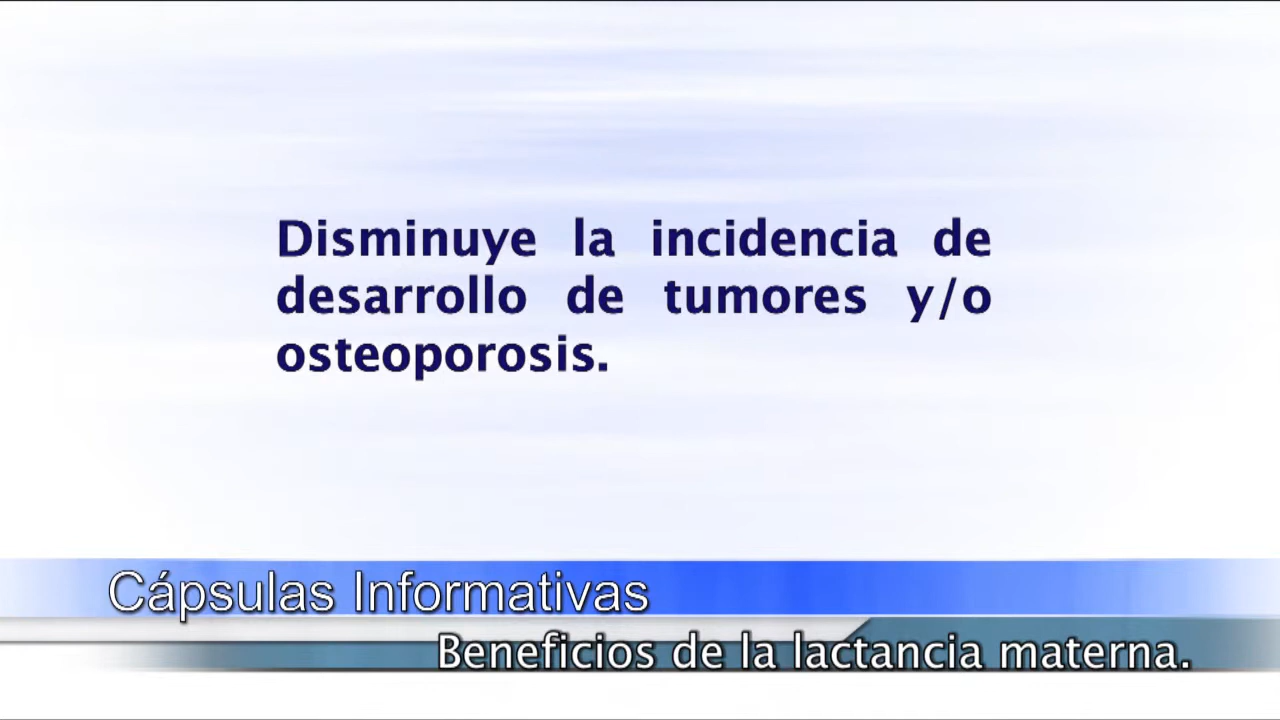 Disminuye la incidencia de
desarrollo de tumores y/o
osteoporosis.
Cápsulas Informativas
Beneficios de la lactancia materna.